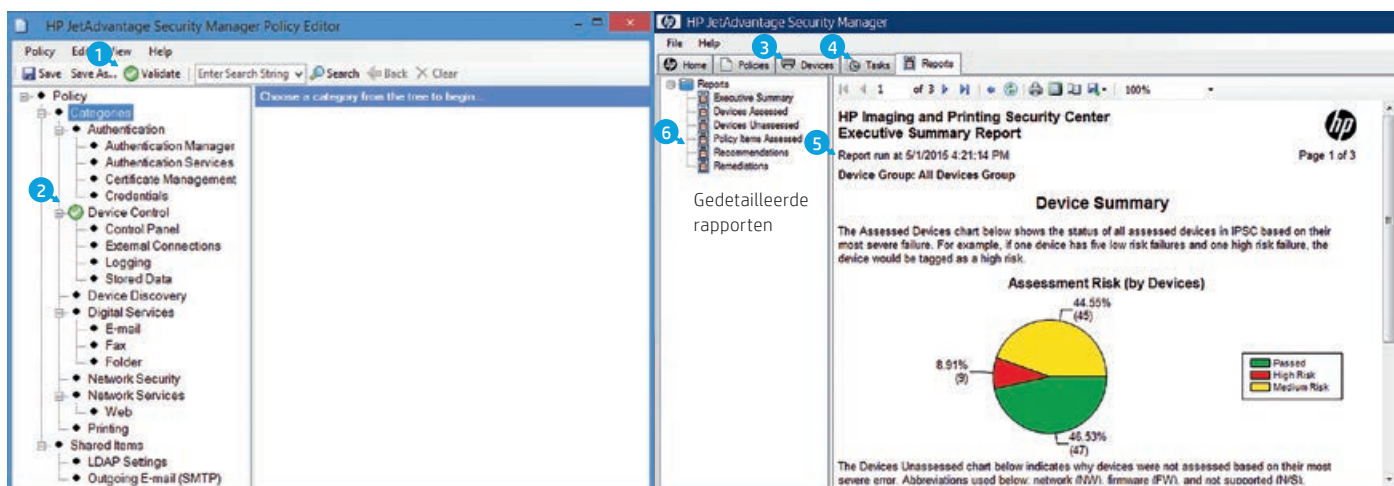 HP JetAdvantage Security Manager Policy Editor
Policy Edit View Help
1
Save Save As... Validate Enter Search String Search Back Clear
Policy
Choose a category from the tree to begin...
Categories
Authentication
Authentication Manager
Authentication Services
Certificate Management
Credentials
2
Device Control
Control Panel
External Connections
Logging
Stored Data
Device Discovery
Digital Services
E-mail
Fax
Folder
Network Security
Network Services
Web
Printing
Shared Items
LDAP Settings
Outgoing E-mail (SMTP)
HP JetAdvantage Security Manager
File Help
3
4
Home Policies Devices Tasks Reports
Reports
Executive Summary
Devices Assessed
Devices Unassessed
6
Policy Items Assessed
Recommendations
Remediations
Gedetailleerde
rapporten
1 of 3 100%
HP Imaging and Printing Security Center
Executive Summary Report
hp
5
Report run at 5/1/2015 4:21:14 PM
Page 1 of 3
Device Group: All Devices Group
Device Summary
The Assessed Devices chart below shows the status of all assessed devices in IPSC based on their
most severe failure. For example, if one device has five low risk failures and one high risk failure, the
device would be tagged as a high risk.
Assessment Risk (by Devices)
44.55%
(45)
8.91%
(9)
46.53%
(47)
Passed
High Risk
Medium Risk
The Devices Unassessed chart below indicates why devices were not assessed based on their most
severe error. Abbreviations used below: network (NW), firmware (FW), and not supported (N/S).